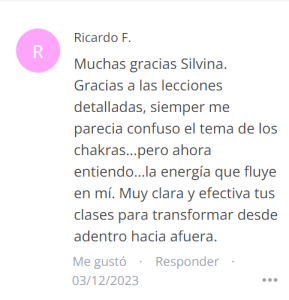 R
Ricardo F.
Muchas gracias Silvina.
Gracias a las lecciones
detalladas, siemper me
parecia confuso el tema de los
chakras...pero ahora
entiendo...la energía que fluye
en mí. Muy clara y efectiva tus
clases para transformar desde
adentro hacia afuera.
Me gustó · Responder ·
03/12/2023